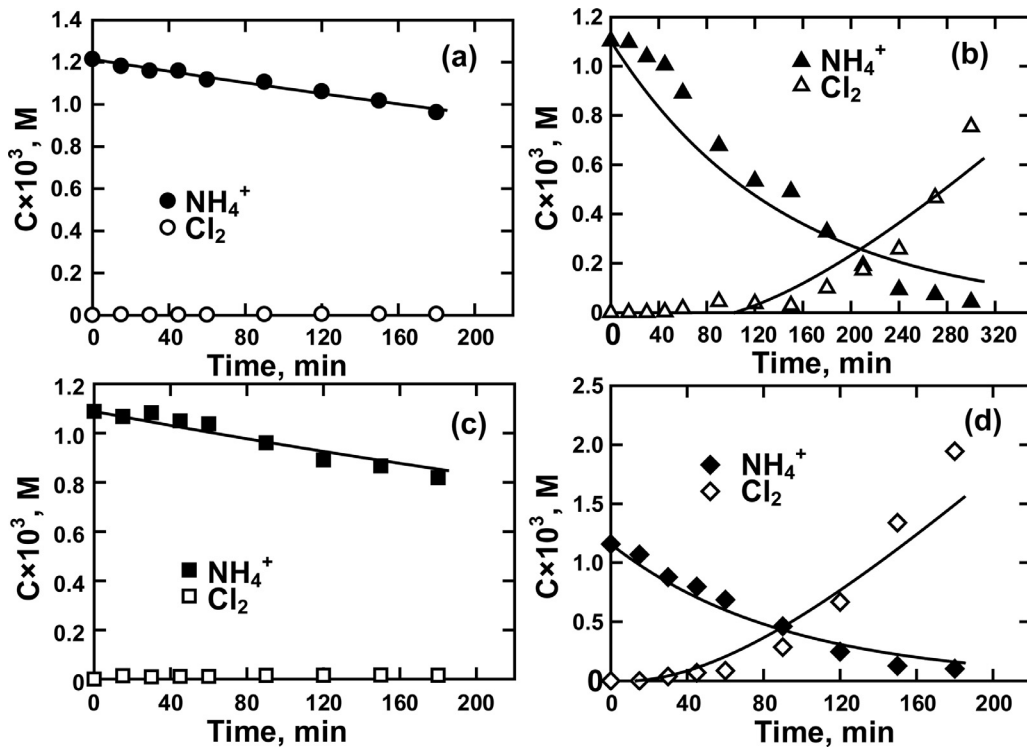 (a)
C×10³, M
1.4
1.2
1.0
0.8
0.6
0.4
0.2
0
NH₄⁺
Cl₂
0 40 80 120 160 200
Time, min
(b)
1.2
1.0
0.8
0.6
0.4
0.2
0
NH₄⁺
Cl₂
0 40 80 120 160 200 240 280 320
Time, min
(c)
C×10³, M
1.2
1.0
0.8
0.6
0.4
0.2
0
NH₄⁺
Cl₂
0 40 80 120 160 200
Time, min
(d)
C×10³, M
2.5
2.0
1.5
1.0
0.5
0
NH₄⁺
Cl₂
0 40 80 120 160 200
Time, min